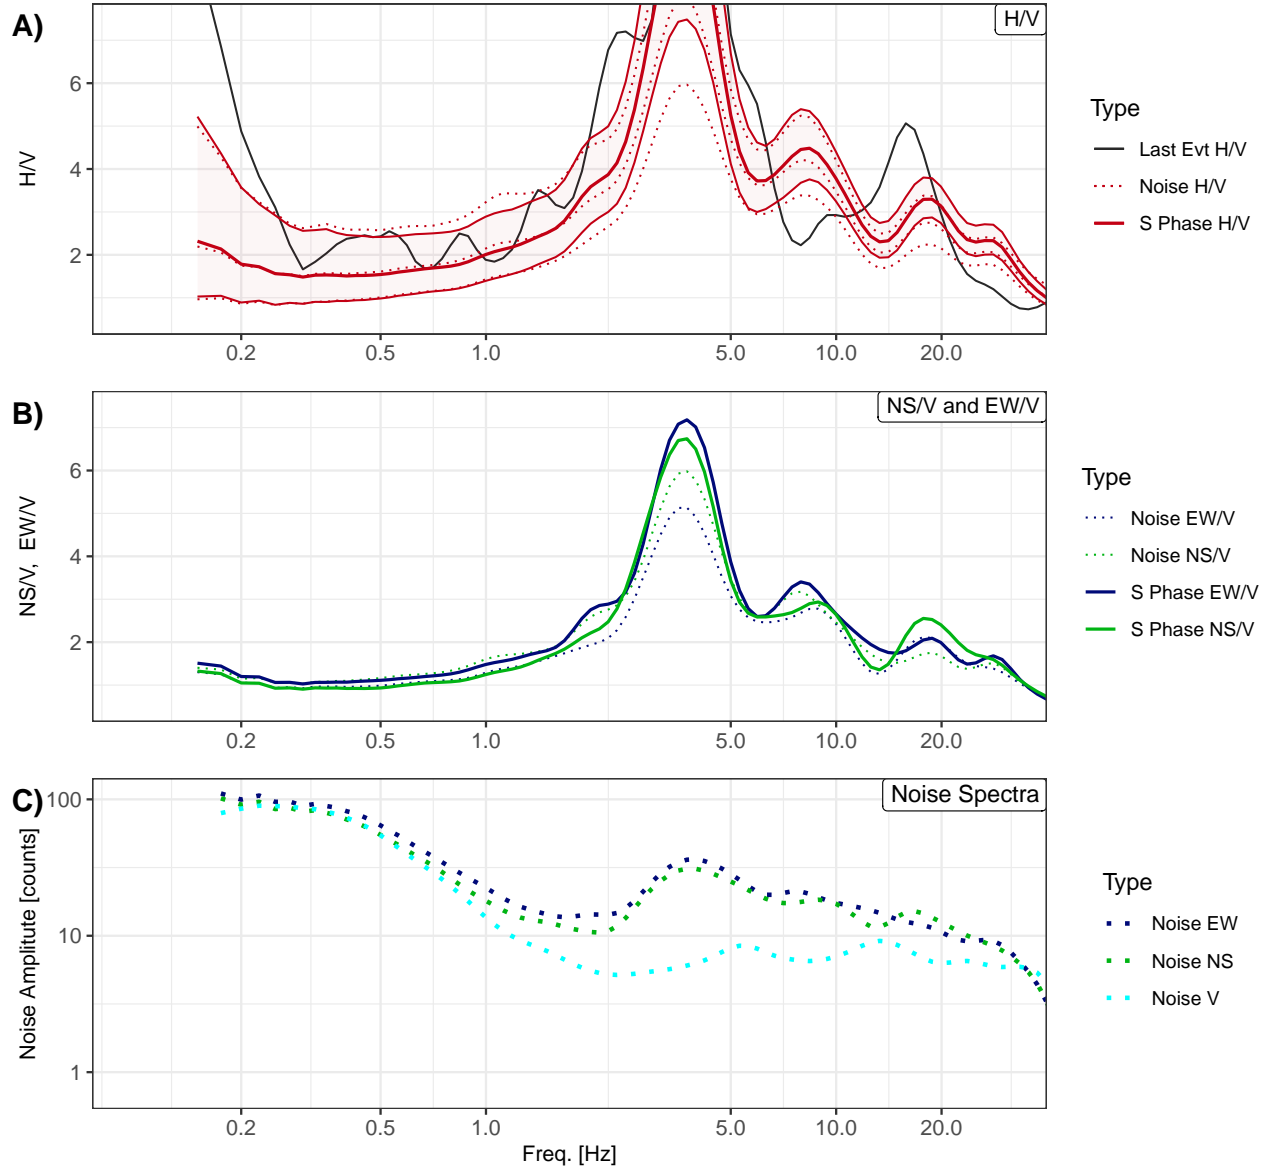 A)
H/V
6
4
2
H/V
0.2 0.5 1.0 5.0 10.0 20.0
Type
Last Evt H/V
Noise H/V
S Phase H/V
B)
NS/V and EW/V
6
4
2
NS/V, EW/V
0.2 0.5 1.0 5.0 10.0 20.0
Type
Noise EW/V
Noise NS/V
S Phase EW/V
S Phase NS/V
C)
Noise Spectra
100
10
1
Noise Amplitute [counts]
0.2 0.5 1.0 5.0 10.0 20.0
Freq. [Hz]
Type
Noise EW
Noise NS
Noise V